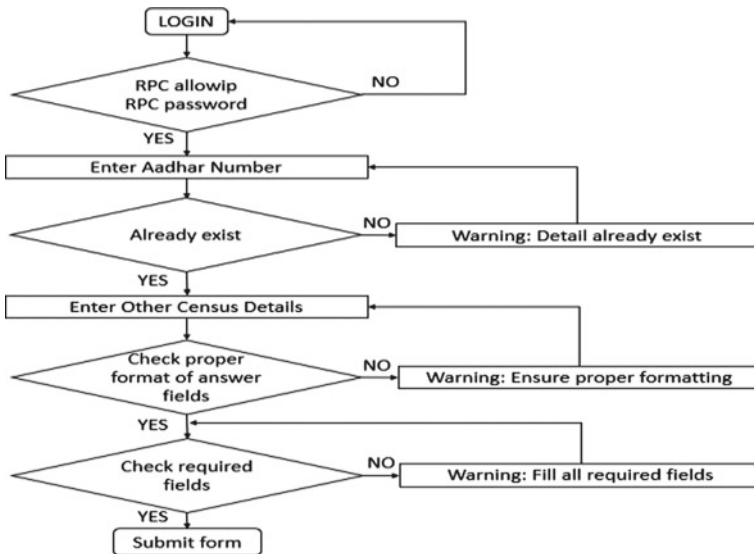 LOGIN
RPC allowip
RPC password
NO
YES
Enter Aadhar Number
Already exist
NO
Warning: Detail already exist
YES
Enter Other Census Details
Check proper
format of answer
fields
NO
Warning: Ensure proper formatting
YES
Check required
fields
NO
Warning: Fill all required fields
YES
Submit form